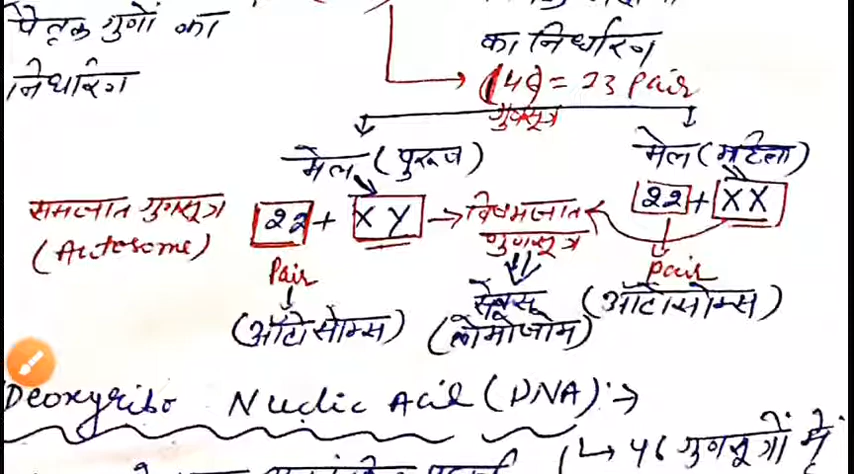 पैतृक गुणों का
निर्धारण
का निर्धारण
(46) = 23 pair
गुणसूत्र
मेल (पुरुष)
मेल (महिला)
समजात गुणसूत्र
(Autosome)
22 + XY → विषमजात
गुणसूत्र
22 + XX
Pair
pair
(ऑटोसोम्स)
सेक्स
(क्रोमोजोम)
(ऑटोसोम्स)
Deoxyribo Nuclic Acid (DNA) :→
↳ 46 गुणसूत्रों में